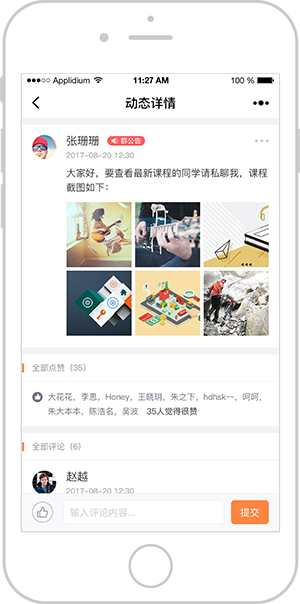 Applidium 11:27 AM 100 %
动态详情
张珊珊 群公告
2017-08-20 12:30
大家好，要查看最新课程的同学请私聊我，课程
截图如下：
全部点赞（35）
大花花，李思，Honey，王晓玥，朱之下，hdhsk~~，呵呵，
朱大本本，陈浩名，吴波 35人觉得很赞
全部评论（6）
赵越
2017-08-20 12:30
输入评论内容...
提交